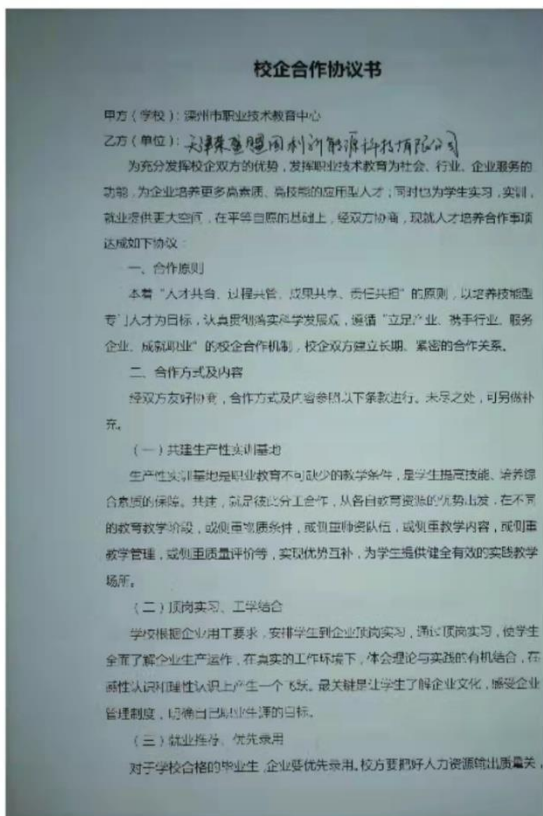 校企合作协议书
甲方（学校）：滦州市职业技术教育中心
乙方（单位）：天津荣盛盟固利新能源科技有限公司
为充分发挥校企双方的优势，发挥职业技术教育为社会、行业、企业服务的
功能，为企业培养更多高素质、高技能的应用型人才；同时也为学生实习，实训，
就业提供更大空间，在平等自愿的基础上，经双方协商，现就人才培养合作事项
达成如下协议：
一、合作原则
本着“人才共育、过程共管、成果共享、责任共担”的原则，以培养技能型
专门人才为目标，认真贯彻落实科学发展观，遵循“立足产业、携手行业、服务
企业、成就职业”的校企合作机制，校企双方建立长期、紧密的合作关系。
二、合作方式及内容
经双方友好协商，合作方式及内容参照以下条款进行。未尽之处，可另做补
充。
（一）共建生产性实训基地
生产性实训基地是职业教育不可缺少的教学条件，是学生提高技能、培养综
合素质的保障。共建，就是彼此分工合作，从各自教育资源的优势出发，在不同
的教育教学阶段，或侧重物质条件，或侧重师资队伍，或侧重教学内容，或侧重
教学管理，或侧重质量评价等，实现优势互补，为学生提供健全有效的实践教学
场所。
（二）顶岗实习、工学结合
学校根据企业用工要求，安排学生到企业顶岗实习，通过顶岗实习，使学生
全面了解企业生产运作，在真实的工作环境下，体会理论与实践的有机结合，在
感性认识和理性认识上产生一个飞跃。最关键是让学生了解企业文化，感受企业
管理制度，明确自己职业生涯的目标。
（三）就业推荐、优先录用
对于学校合格的毕业生，企业要优先录用。校方要把好人力资源输出质量关，